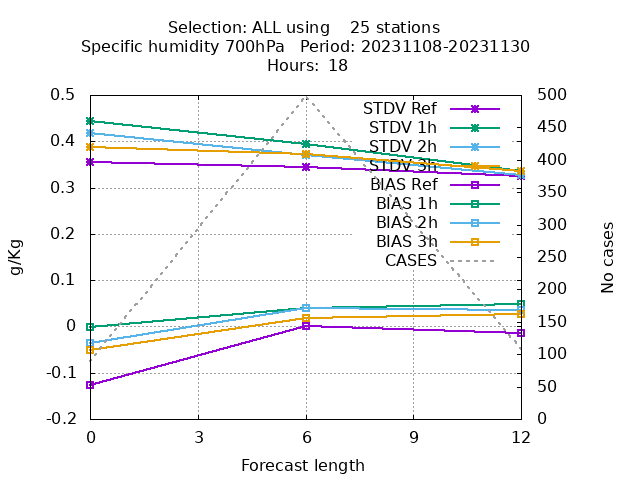 Selection: ALL using    25 stations
Specific humidity 700hPa   Period: 20231108-20231130
Hours: 18
0.5
0.4
0.3
0.2
0.1
0
-0.1
-0.2
g/Kg
STDV Ref
STDV 1h
STDV 2h
STDV 3h
BIAS Ref
BIAS 1h
BIAS 2h
BIAS 3h
CASES
500
450
400
350
300
250
200
150
100
50
0
No cases
0 3 6 9 12
Forecast length